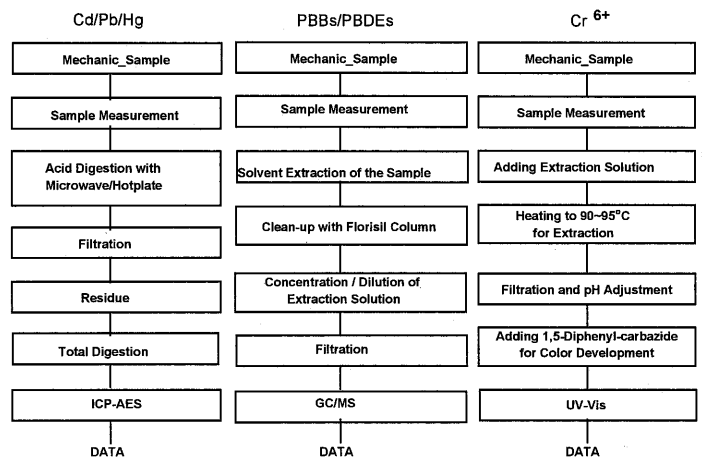 Cd/Pb/Hg
Mechanic_Sample
Sample Measurement
Acid Digestion with
Microwave/Hotplate
Filtration
Residue
Total Digestion
ICP-AES
DATA
PBBs/PBDEs
Mechanic_Sample
Sample Measurement
Solvent Extraction of the Sample
Clean-up with Florisil Column
Concentration / Dilution of
Extraction Solution
Filtration
GC/MS
DATA
Cr 6+
Mechanic_Sample
Sample Measurement
Adding Extraction Solution
Heating to 90~95°C
for Extraction
Filtration and pH Adjustment
Adding 1,5-Diphenyl-carbazide
for Color Development
UV-Vis
DATA